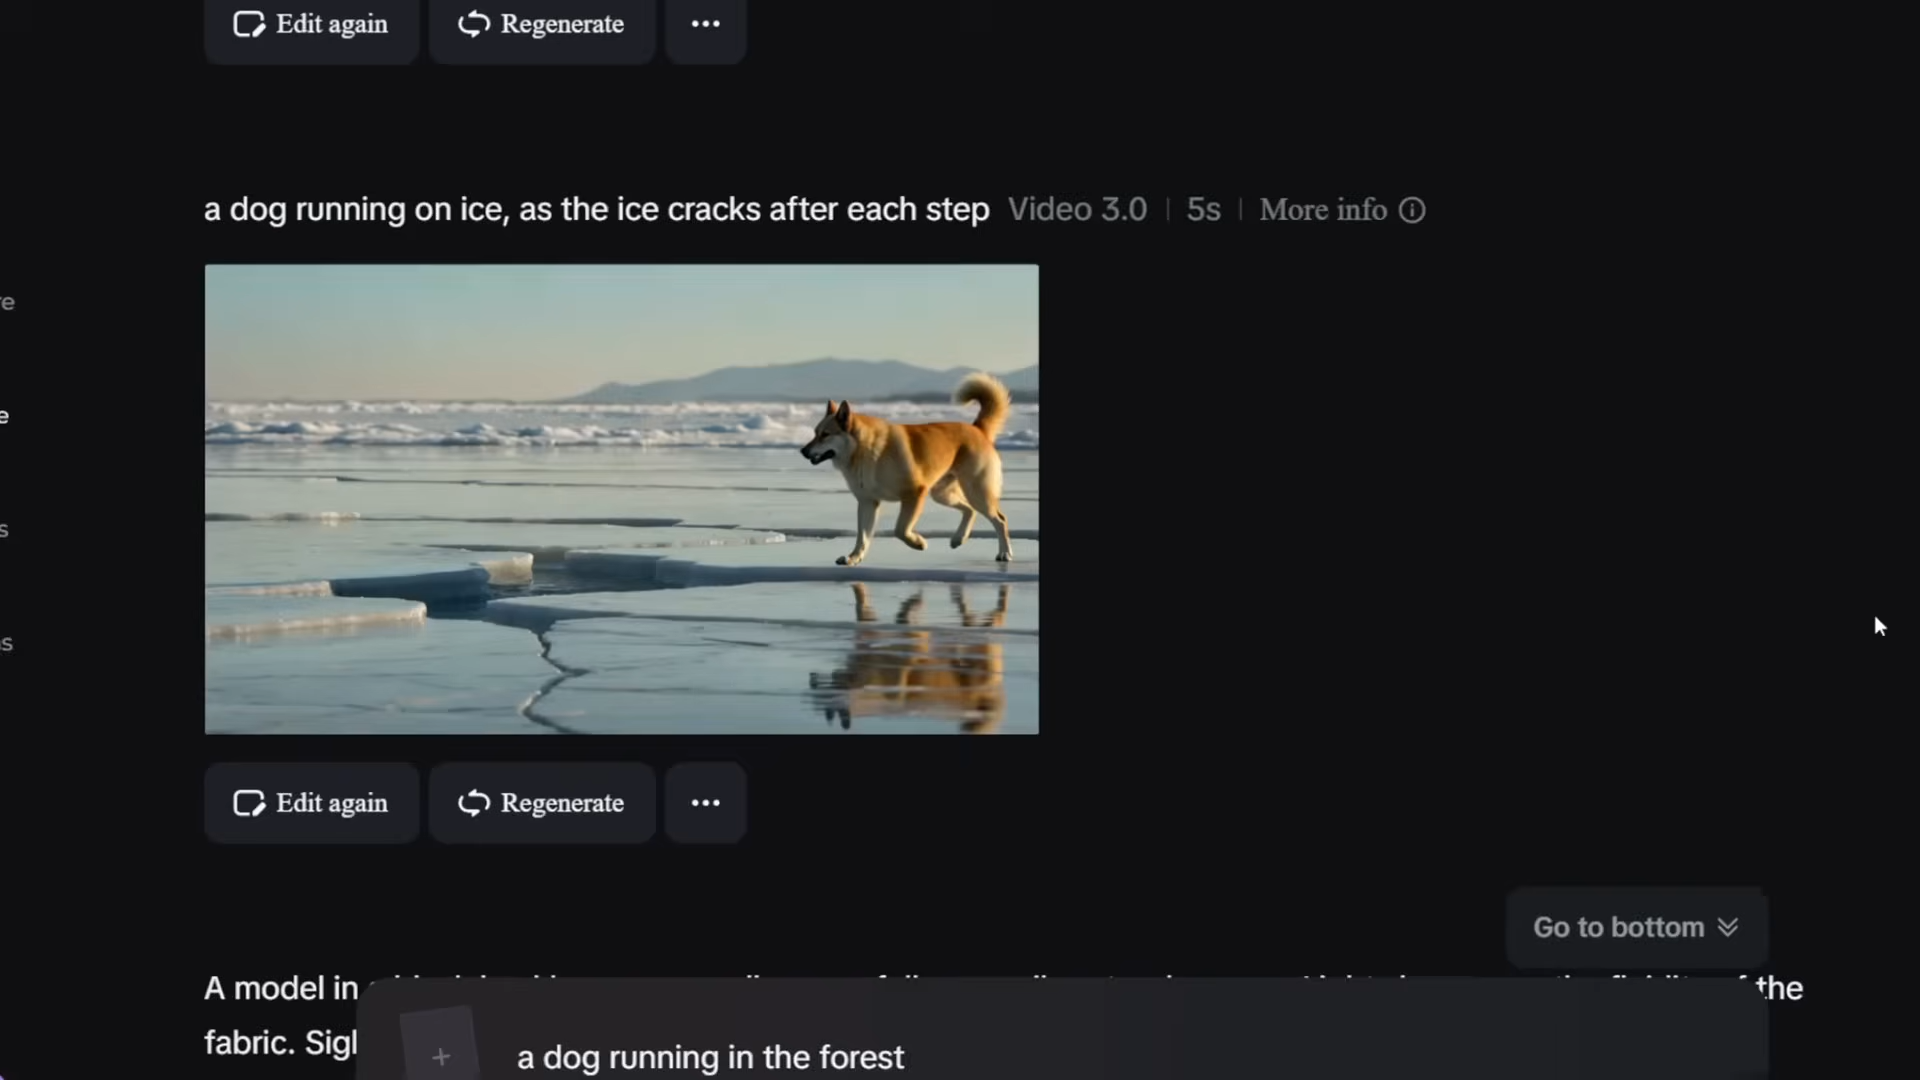 Edit again Regenerate
a dog running on ice, as the ice cracks after each step Video 3.0 | 5s | More info
Edit again Regenerate
Go to bottom
A model in the
fabric.
a dog running in the forest